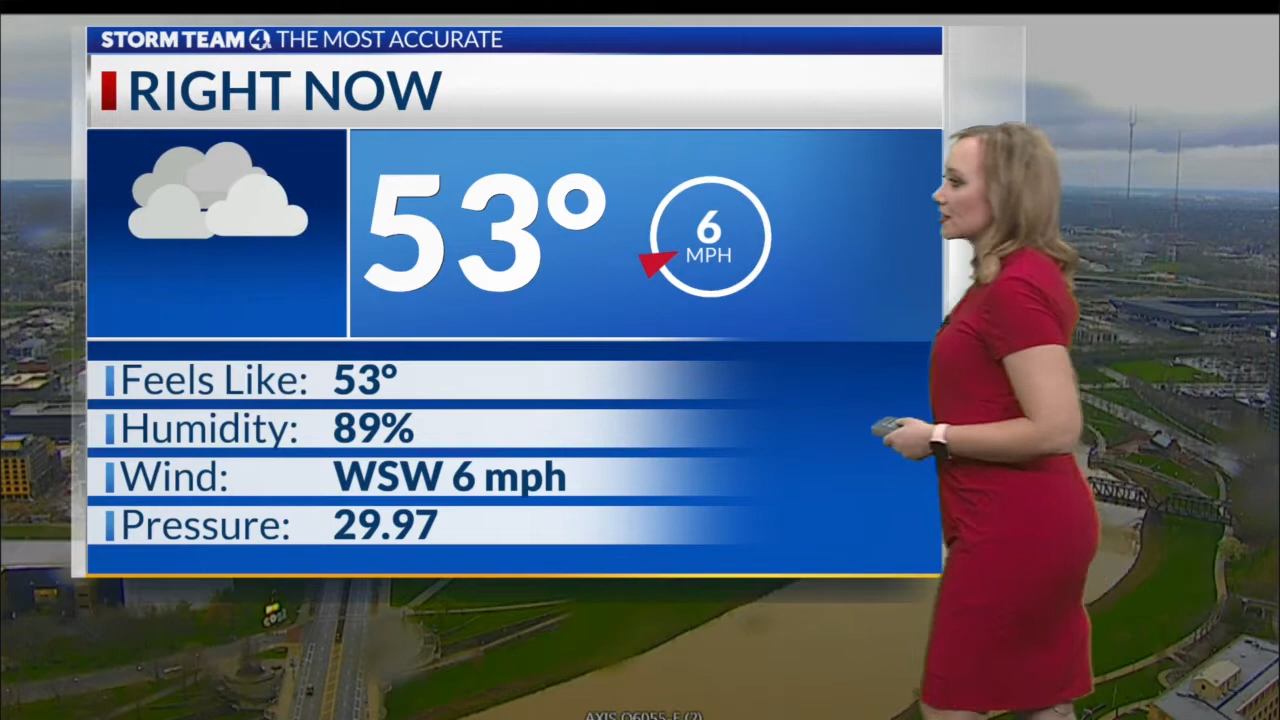 STORM TEAM 4 THE MOST ACCURATE
RIGHT NOW
53°
6
MPH
Feels Like: 53°
Humidity: 89%
Wind: WSW 6 mph
Pressure: 29.97